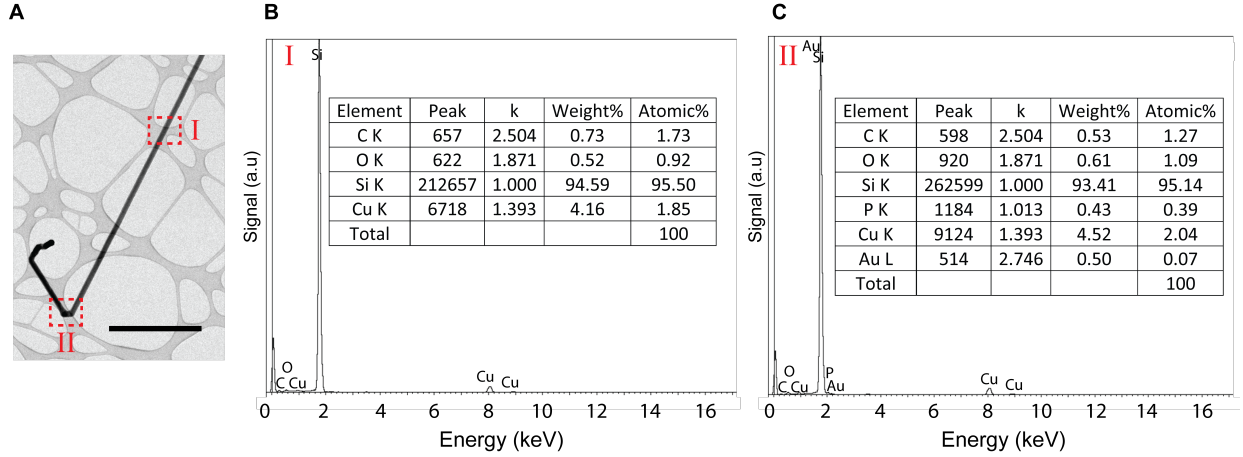 A
I
II
B
I
Si
Element Peak k Weight% Atomic%
C K 657 2.504 0.73 1.73
O K 622 1.871 0.52 0.92
Si K 212657 1.000 94.59 95.50
Cu K 6718 1.393 4.16 1.85
Total 100
O
C Cu
Cu
Cu
0 2 4 6 8 10 12 14 16
Energy (keV)
Signal (a.u)
C
II
Au
Si
Element Peak k Weight% Atomic%
C K 598 2.504 0.53 1.27
O K 920 1.871 0.61 1.09
Si K 262599 1.000 93.41 95.14
P K 1184 1.013 0.43 0.39
Cu K 9124 1.393 4.52 2.04
Au L 514 2.746 0.50 0.07
Total 100
O
C Cu
P
Au
Cu
Cu
0 2 4 6 8 10 12 14 16
Energy (keV)
Signal (a.u)